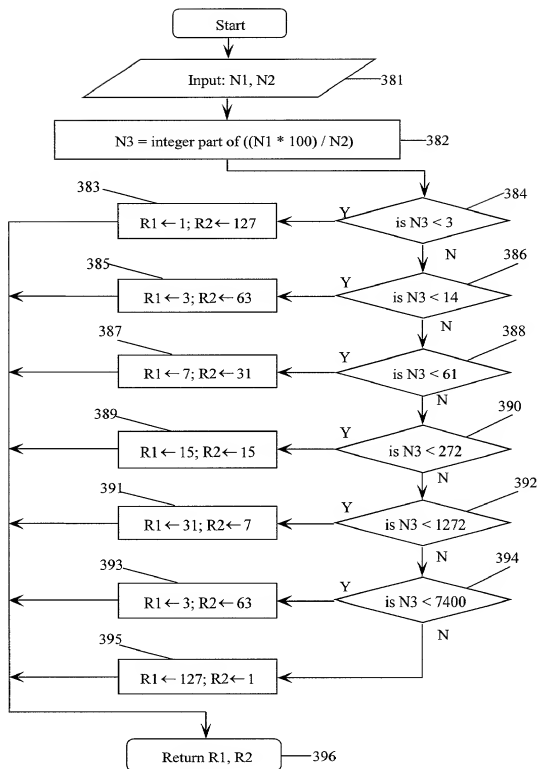 Start
Input: N1, N2
381
N3 = integer part of ((N1 * 100) / N2)
382
383
384
R1 ← 1; R2 ← 127
Y
is N3 < 3
N
385
386
R1 ← 3; R2 ← 63
Y
is N3 < 14
N
387
388
R1 ← 7; R2 ← 31
Y
is N3 < 61
N
389
390
R1 ← 15; R2 ← 15
Y
is N3 < 272
N
391
392
R1 ← 31; R2 ← 7
Y
is N3 < 1272
N
393
394
R1 ← 3; R2 ← 63
Y
is N3 < 7400
N
395
R1 ← 127; R2 ← 1
Return R1, R2
396